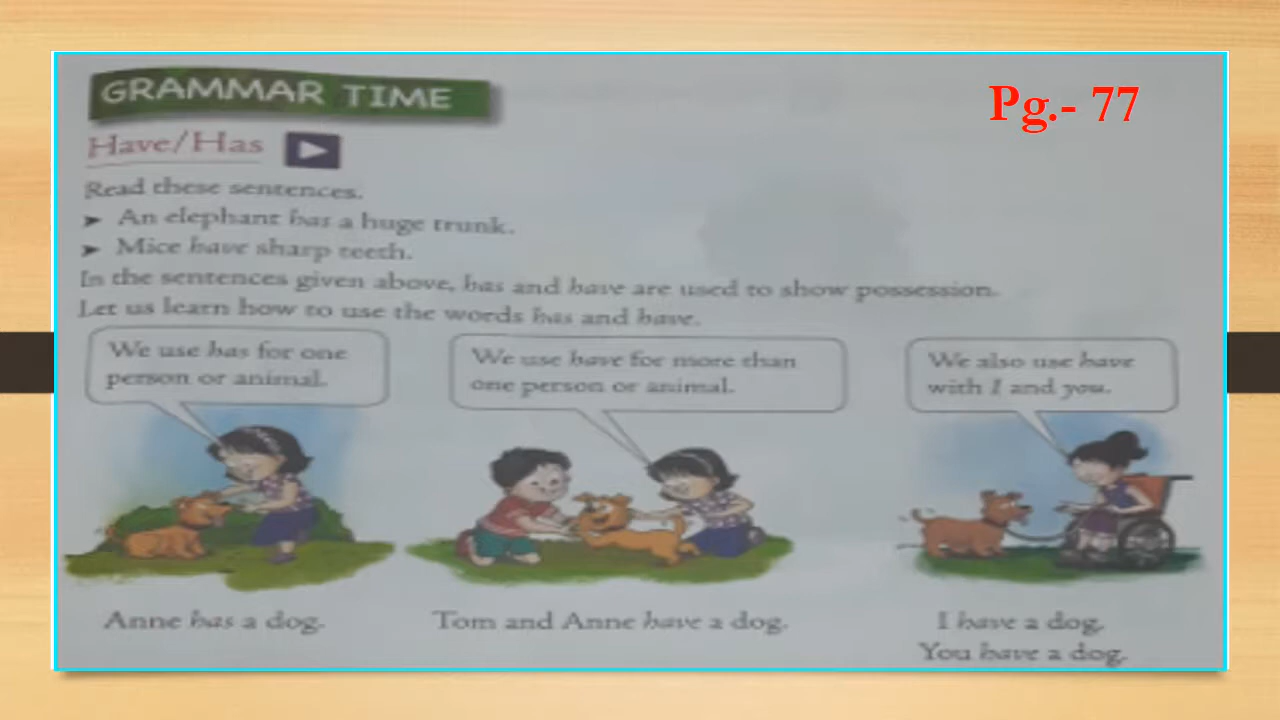 GRAMMAR TIME
Pg.- 77
Have/Has
Read these sentences.
➤ An elephant has a huge trunk.
➤ Mice have sharp teeth.
In the sentences given above, has and have are used to show possession.
Let us learn how to use the words has and have.
We use has for one
person or animal.
We use have for more than
one person or animal.
We also use have
with I and you.
Anne has a dog.
Tom and Anne have a dog.
I have a dog.
You have a dog.